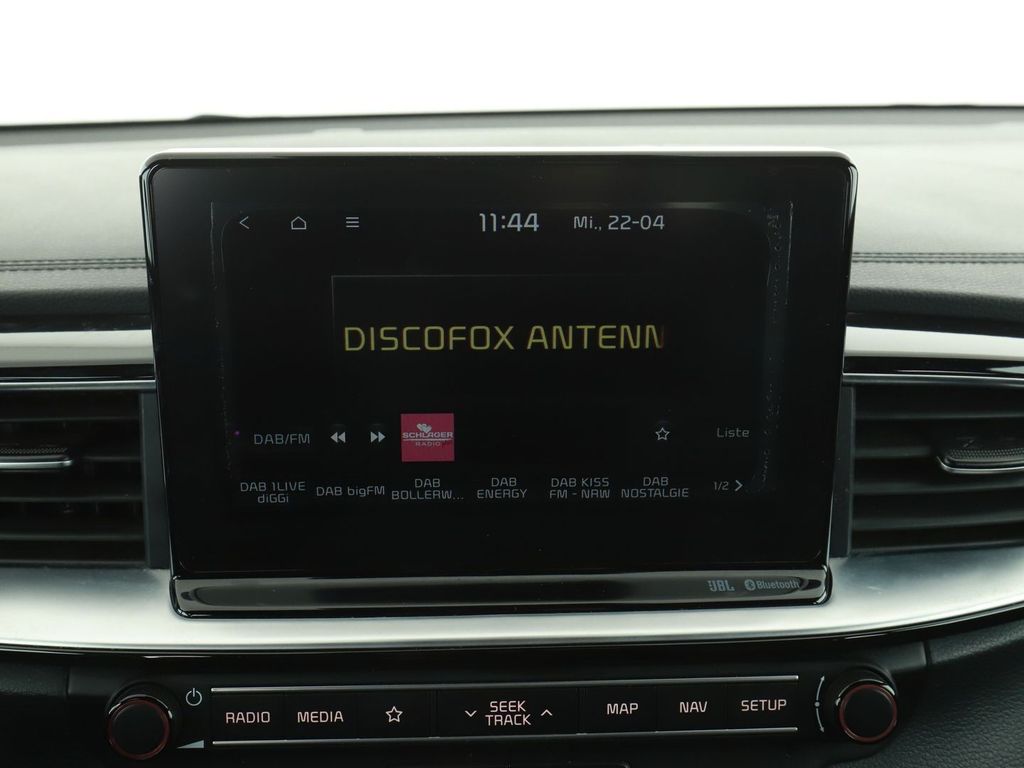 11:44 Mi., 22-04
DISCOFOX ANTENN
DAB/FM
SCHLAGER
RADIO
Liste
DAB 1LIVE
diGGi
DAB bigFM
DAB
BOLLERW...
DAB
ENERGY
DAB KISS
FM - NRW
DAB
NOSTALGIE
1/2
JBL Bluetooth
RADIO
MEDIA
SEEK
TRACK
MAP
NAV
SETUP